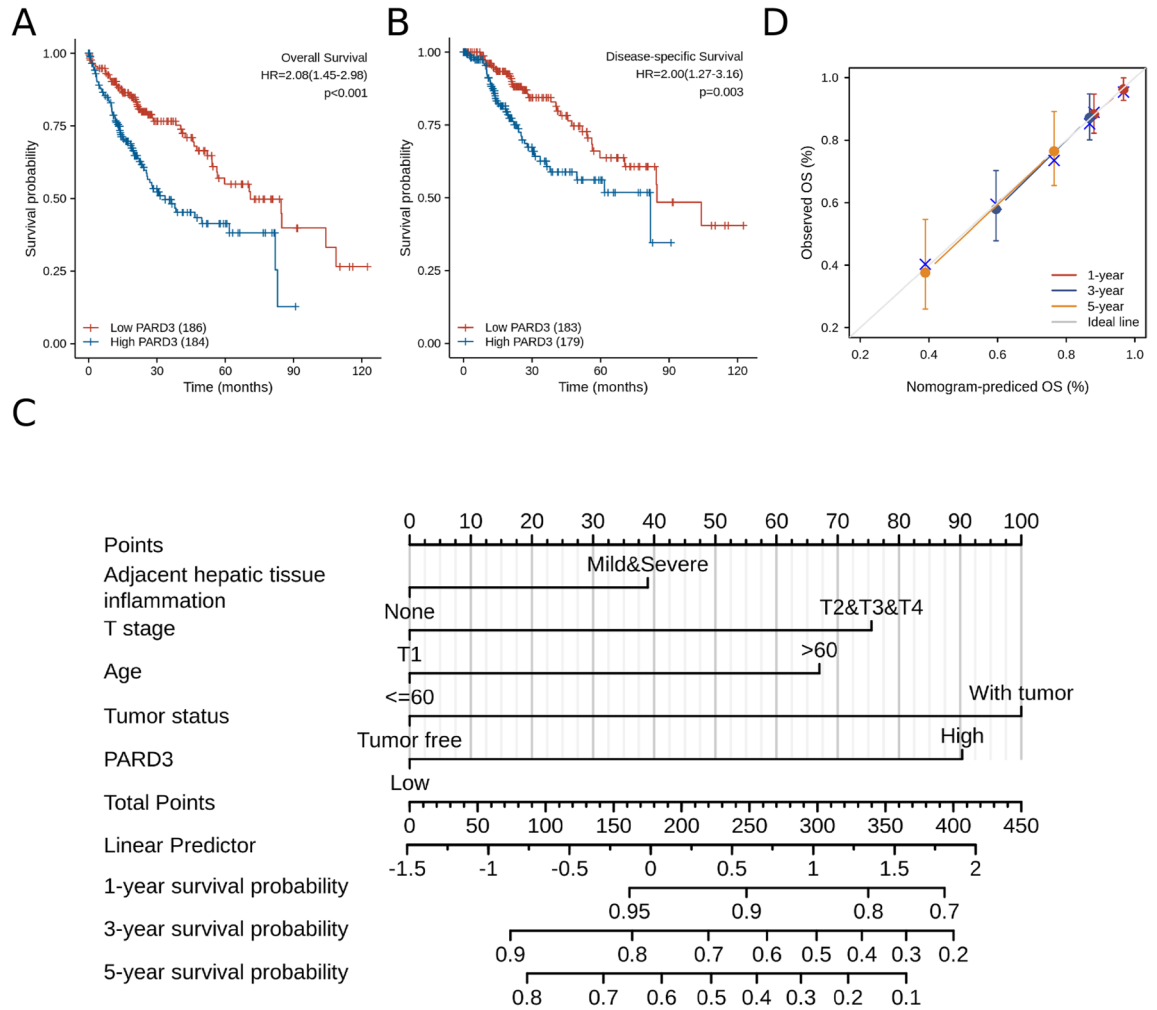 A
1.00
0.75
0.50
0.25
0.00
Survival probability
Overall Survival
HR=2.08(1.45-2.98)
p<0.001
Low PARD3 (186)
High PARD3 (184)
0 30 60 90 120
Time (months)
B
1.00
0.75
0.50
0.25
0.00
Survival probability
Disease-specific Survival
HR=2.00(1.27-3.16)
p=0.003
Low PARD3 (183)
High PARD3 (179)
0 30 60 90 120
Time (months)
D
1.0
0.8
0.6
0.4
0.2
Observed OS (%)
1-year
3-year
5-year
Ideal line
0.2 0.4 0.6 0.8 1.0
Nomogram-prediced OS (%)
C
0 10 20 30 40 50 60 70 80 90 100
Points
Mild&Severe
Adjacent hepatic tissue
inflammation
None
T2&T3&T4
T stage
T1
>60
Age
<=60
With tumor
Tumor status
Tumor free
High
PARD3
Low
Total Points
0 50 100 150 200 250 300 350 400 450
Linear Predictor
-1.5 -1 -0.5 0 0.5 1 1.5 2
1-year survival probability
0.95 0.9 0.8 0.7
3-year survival probability
0.9 0.8 0.7 0.6 0.5 0.4 0.3 0.2
5-year survival probability
0.8 0.7 0.6 0.5 0.4 0.3 0.2 0.1